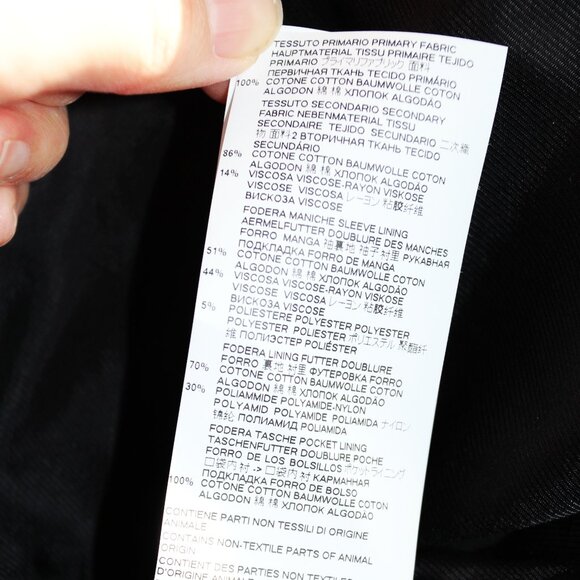 TESSUTO PRIMARIO PRIMARY FABRIC
HAUPTMATERIAL TISSU PRIMAIRE TEJIDO
PRIMARIO プライマリファブリック 面料
ПЕРВИЧНАЯ ТКАНЬ TECIDO PRIMÁRIO
100% COTONE COTTON BAUMWOLLE COTON
ALGODON 綿 棉 ХЛОПОК ALGODÃO
TESSUTO SECONDARIO SECONDARY
FABRIC NEBENMATERIAL TISSU
SECONDAIRE TEJIDO SECUNDARIO 二次織
物 面料2 ВТОРИЧНАЯ ТКАНЬ TECIDO
SECUNDÁRIO
86% COTONE COTTON BAUMWOLLE COTON
ALGODON 綿 棉 ХЛОПОК ALGODÃO
14% VISCOSA VISCOSE-RAYON VISKOSE
VISCOSE VISCOSA レーヨン 粘胶纤维
ВИСКОЗА VISCOSE
FODERA MANICHE SLEEVE LINING
AERMELFUTTER DOUBLURE DES MANCHES
FORRO MANGA 袖裏地 袖子 衬里 РУКАВНАЯ
ПОДКЛАДКА FORRO DE MANGA
51% COTONE COTTON BAUMWOLLE COTON
ALGODON 綿 棉 ХЛОПОК ALGODÃO
44% VISCOSA VISCOSE-RAYON VISKOSE
VISCOSE VISCOSA レーヨン 粘胶纤维
ВИСКОЗА VISCOSE
5% POLIESTERE POLYESTER POLYESTER
POLYESTER POLIESTER ポリエステル 聚酯纤
维 ПОЛИЭСТЕР POLIÉSTER
FODERA LINING FUTTER DOUBLURE
FORRO 裏地 衬里 ФУТЕРОВКА FORRO
70% COTONE COTTON BAUMWOLLE COTON
ALGODON 綿 棉 ХЛОПОК ALGODÃO
30% POLIAMMIDE POLYAMIDE-NYLON
POLYAMID POLYAMIDE POLIAMIDA ナイロン
锦纶 ПОЛИАМИД POLIAMIDA
FODERA TASCHE POCKET LINING
TASCHENFUTTER DOUBLURE POCHE
FORRO DE LOS BOLSILLOS ポケットライニング
口袋内 衬 -> 口袋内 衬 КАРМАННАЯ
ПОДКЛАДКА FORRO DE BOLSO
100% COTONE COTTON BAUMWOLLE COTON
ALGODON 綿 棉 ХЛОПОК ALGODÃO
CONTIENE PARTI NON TESSILI DI ORIGINE
ANIMALE
CONTAINS NON-TEXTILE PARTS OF ANIMAL
ORIGIN
CONTIENT DES PARTIES NON TEXTILES
D'ORIGINE